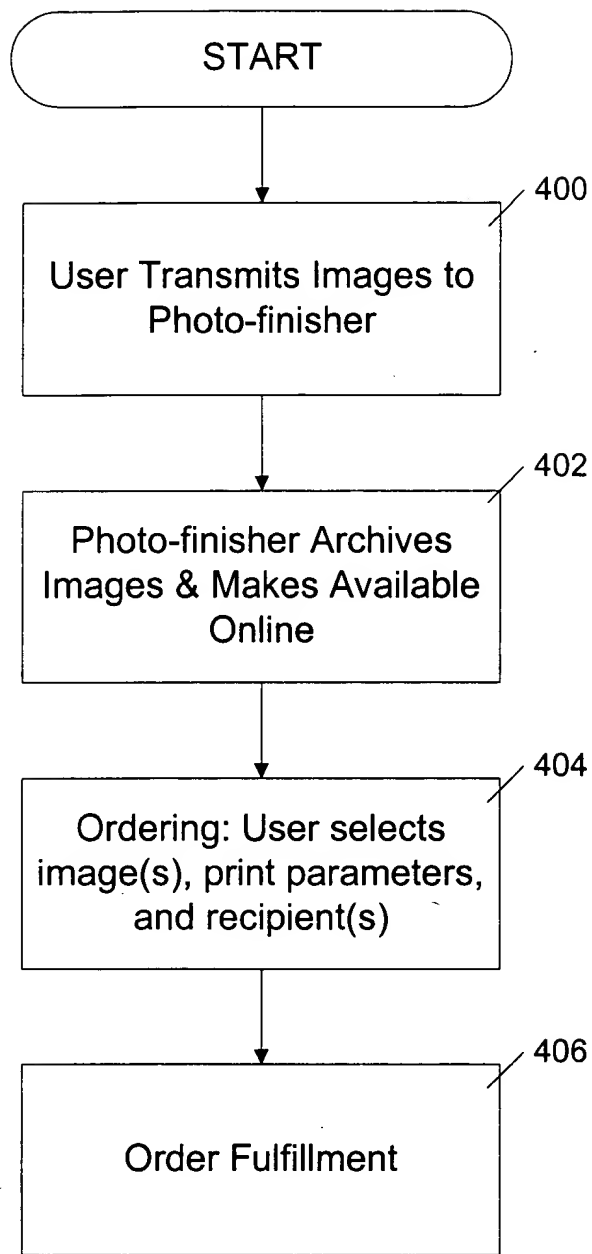 START
400
User Transmits Images to
Photo-finisher
402
Photo-finisher Archives
Images & Makes Available
Online
404
Ordering: User selects
image(s), print parameters,
and recipient(s)
406
Order Fulfillment